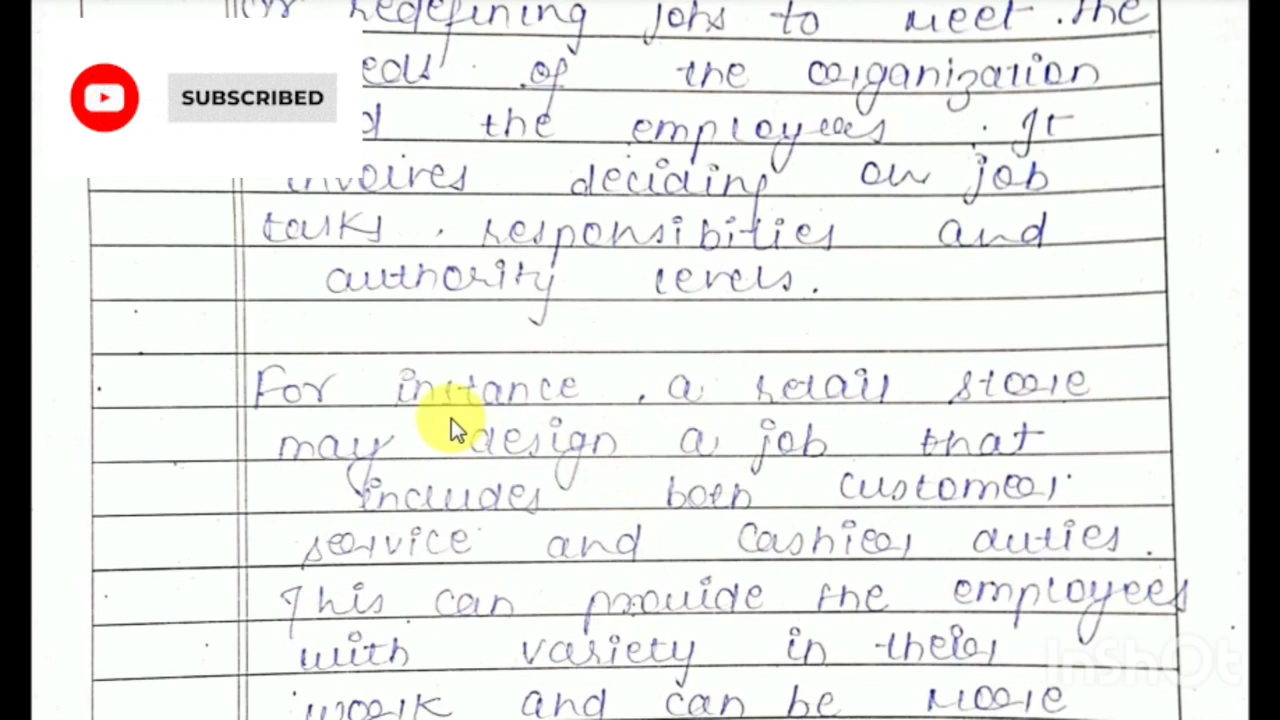 or redefining jobs to meet the
SUBSCRIBED
of the organization
the employees. It
involves deciding on job
tasks, responsibilities and
authority levels.
For instance, a retail store
may design a job that
includes both customer
service and cashier duties.
This can provide the employees
with variety in their
work and can be more
InShOt